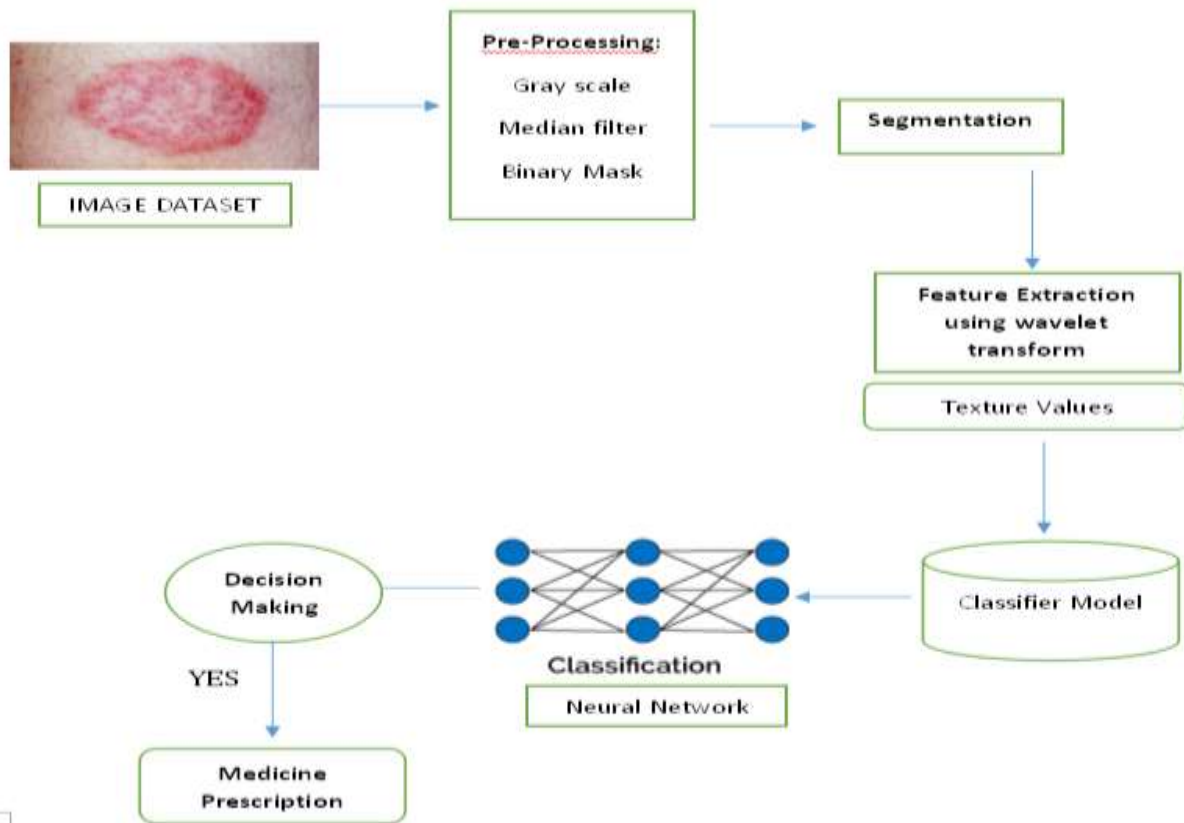 IMAGE DATASET
Pre-Processing:
Gray scale
Median filter
Binary Mask
Segmentation
Feature Extraction
using wavelet
transform
Texture Values
Classifier Model
Classification
Neural Network
Decision
Making
YES
Medicine
Prescription